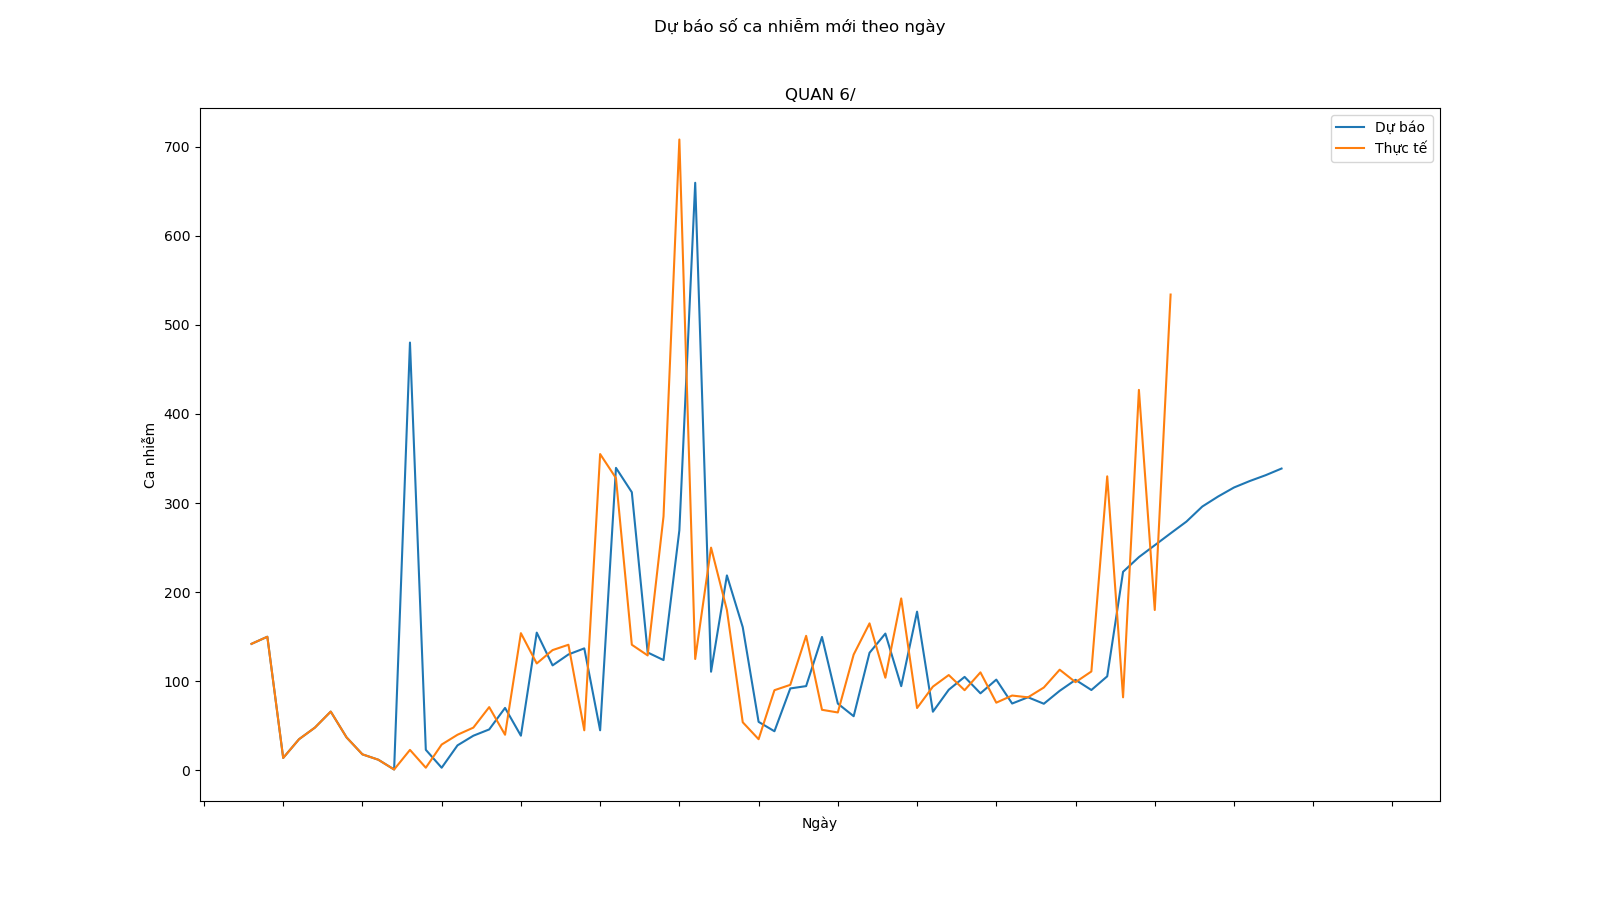 Dự báo số ca nhiễm mới theo ngày
QUAN 6/
Dự báo
Thực tế
700
600
500
400
300
200
100
0
Ca nhiễm
Ngày